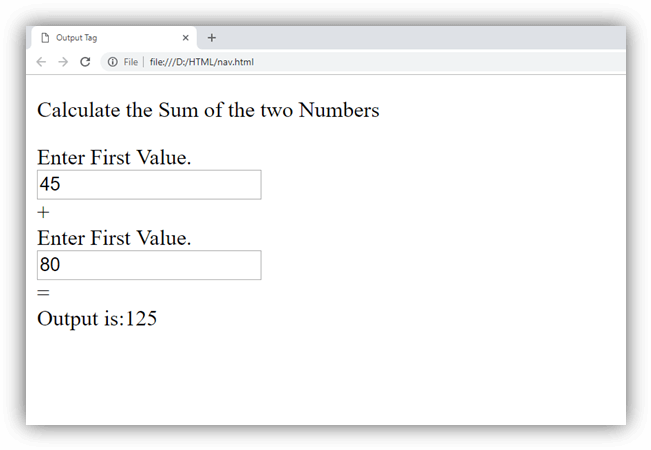 Output Tag
File file:///D:/HTML/nav.html
Calculate the Sum of the two Numbers
Enter First Value.
45
+
Enter First Value.
80
=
Output is:125